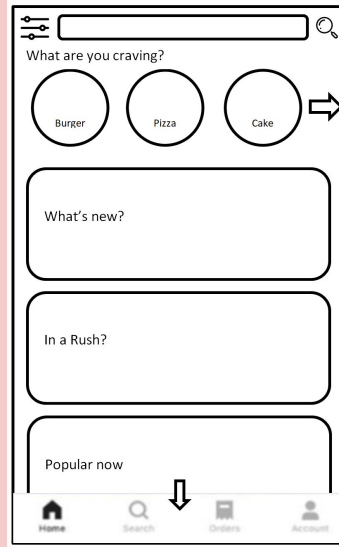 What are you craving?
Burger Pizza Cake
What's new?
In a Rush?
Popular now
Home Search Orders Account